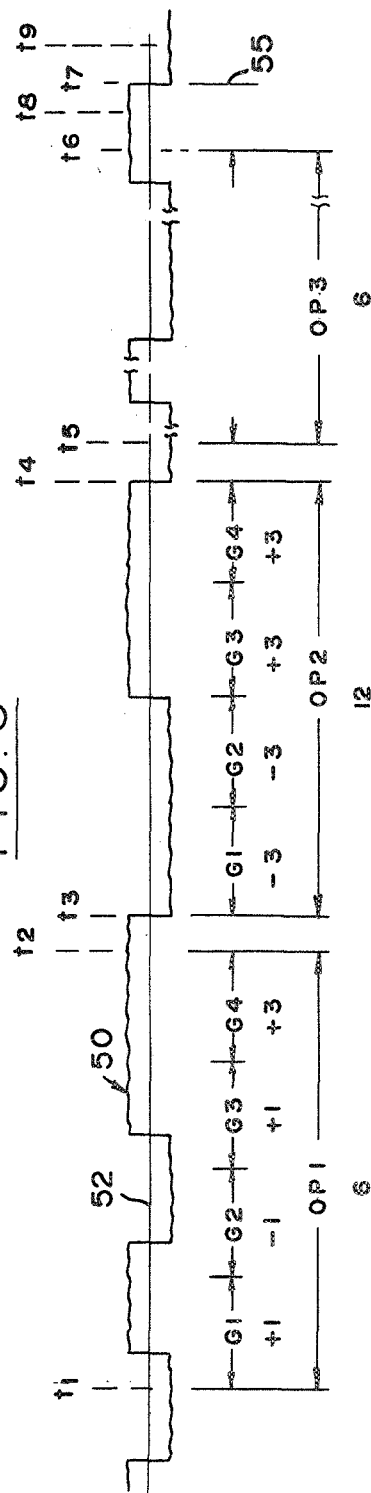 FIG.
t2 t4 t8
t1 t3 t5 t6 t7 t9
52 50
55
G1 G2 G3 G4 G1 G2 G3 G4
+1 -1 +1 +3 -3 -3 +3 +3
OP1 OP2 OP3
6 12 6